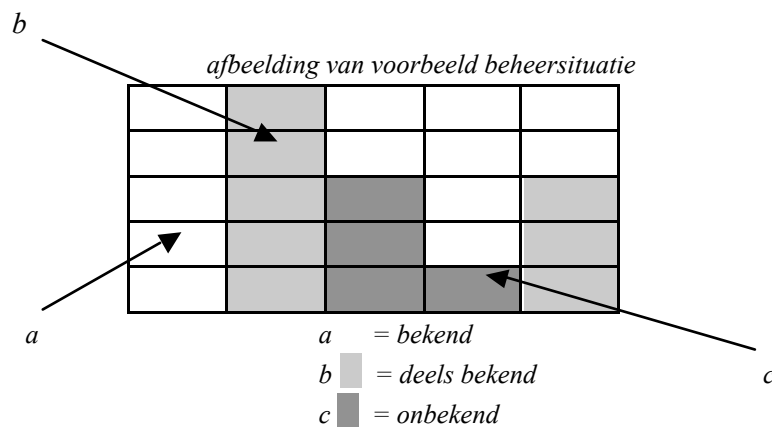 b
afbeelding van voorbeeld beheersituatie
a
a = bekend
b = deels bekend
c
c = onbekend